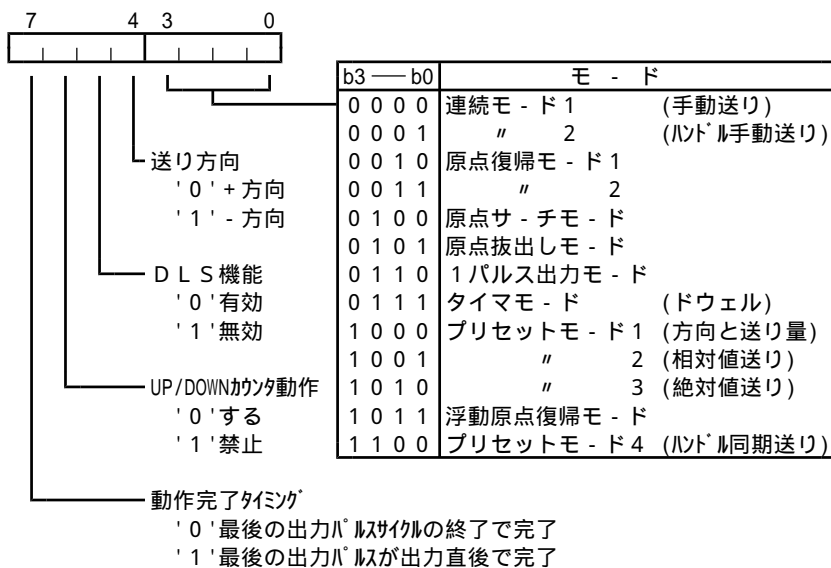 7 4 3 0
b3 ── b0 モ - ド
0 0 0 0 連続モ - ド1 (手動送り)
0 0 0 1 〃 2 (ﾊﾝﾄﾞﾙ手動送り)
0 0 1 0 原点復帰モ - ド1
0 0 1 1 〃 2
0 1 0 0 原点サ - チモ - ド
0 1 0 1 原点抜出しモ - ド
0 1 1 0 1パルス出力モ - ド
0 1 1 1 タイマモ - ド (ドウェル)
1 0 0 0 プリセットモ - ド1 (方向と送り量)
1 0 0 1 〃 2 (相対値送り)
1 0 1 0 〃 3 (絶対値送り)
1 0 1 1 浮動原点復帰モ - ド
1 1 0 0 プリセットモ - ド4 (ﾊﾝﾄﾞﾙ同期送り)
送り方向
'0'+方向
'1'-方向
DLS機能
'0'有効
'1'無効
UP/DOWNｶｳﾝﾀ動作
'0'する
'1'禁止
動作完了ﾀｲﾐﾝｸﾞ
'0'最後の出力ﾊﾟﾙｽｻｲｸﾙの終了で完了
'1'最後の出力ﾊﾟﾙｽが出力直後で完了